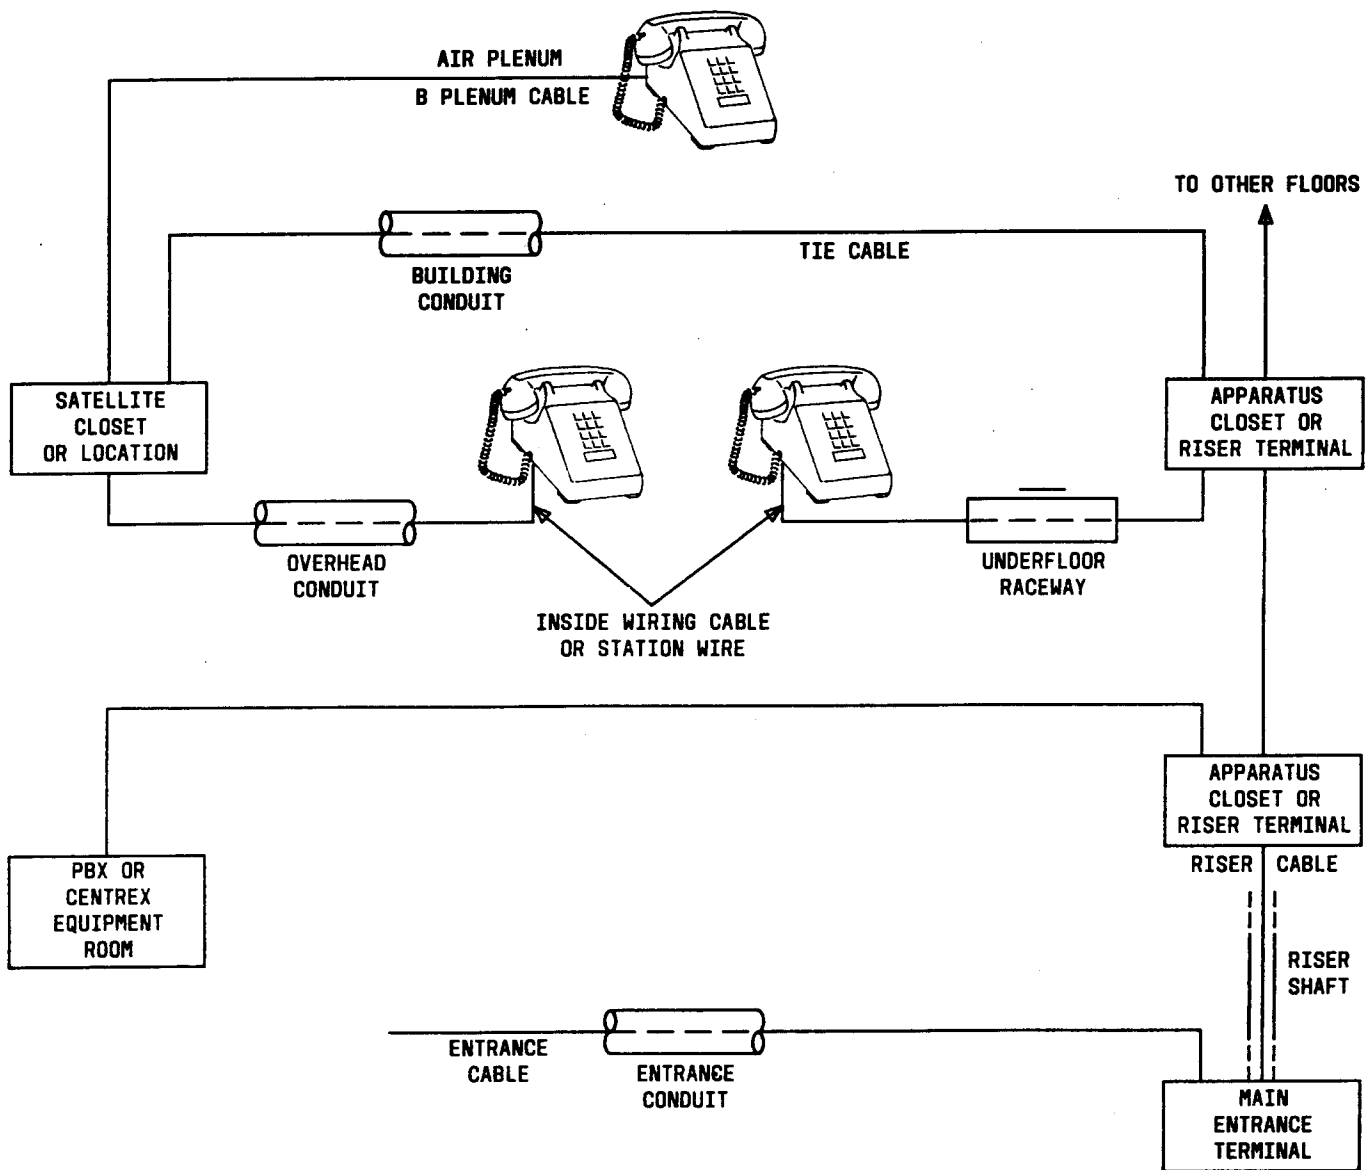 AIR PLENUM
B PLENUM CABLE
TO OTHER FLOORS
TIE CABLE
BUILDING
CONDUIT
SATELLITE
CLOSET
OR LOCATION
APPARATUS
CLOSET OR
RISER TERMINAL
OVERHEAD
CONDUIT
UNDERFLOOR
RACEWAY
INSIDE WIRING CABLE
OR STATION WIRE
APPARATUS
CLOSET OR
RISER TERMINAL
RISER CABLE
PBX OR
CENTREX
EQUIPMENT
ROOM
RISER
SHAFT
ENTRANCE
CABLE
ENTRANCE
CONDUIT
MAIN
ENTRANCE
TERMINAL